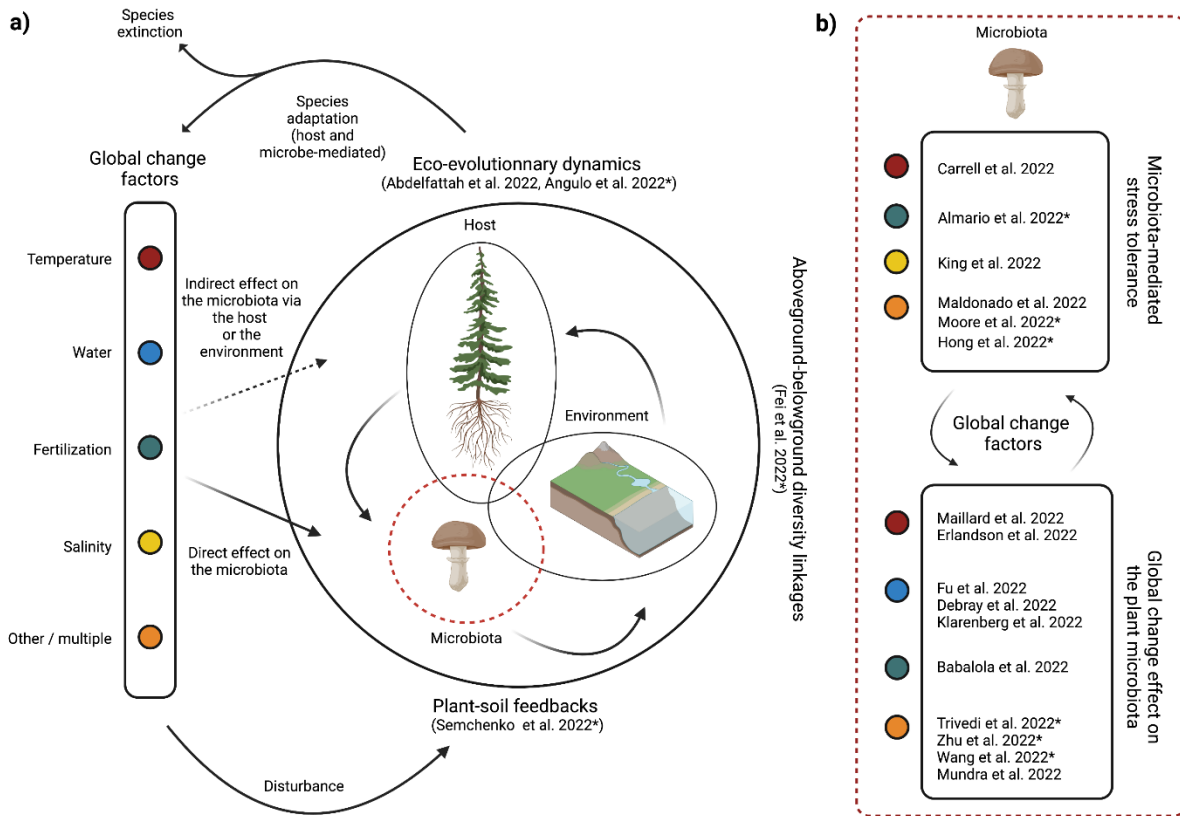 a)
Species
extinction
Species
adaptation
(host and
microbe-mediated)
Global change
factors
Temperature
Water
Fertilization
Salinity
Other / multiple
Indirect effect on
the microbiota via
the host
or the
environment
Direct effect on
the microbiota
Disturbance
Eco-evolutionnary dynamics
(Abdelfattah et al. 2022, Angulo et al. 2022*)
Host
Environment
Microbiota
Aboveground-belowground diversity linkages
(Fei et al. 2022*)
Plant-soil feedbacks
(Semchenko et al. 2022*)
b)
Microbiota
Carrell et al. 2022
Almario et al. 2022*
King et al. 2022
Maldonado et al. 2022
Moore et al. 2022*
Hong et al. 2022*
Microbiota-mediated
stress tolerance
Global change
factors
Maillard et al. 2022
Erlandson et al. 2022
Fu et al. 2022
Debray et al. 2022
Klarenberg et al. 2022
Babalola et al. 2022
Trivedi et al. 2022*
Zhu et al. 2022*
Wang et al. 2022*
Mundra et al. 2022
Global change effect on
the plant microbiota